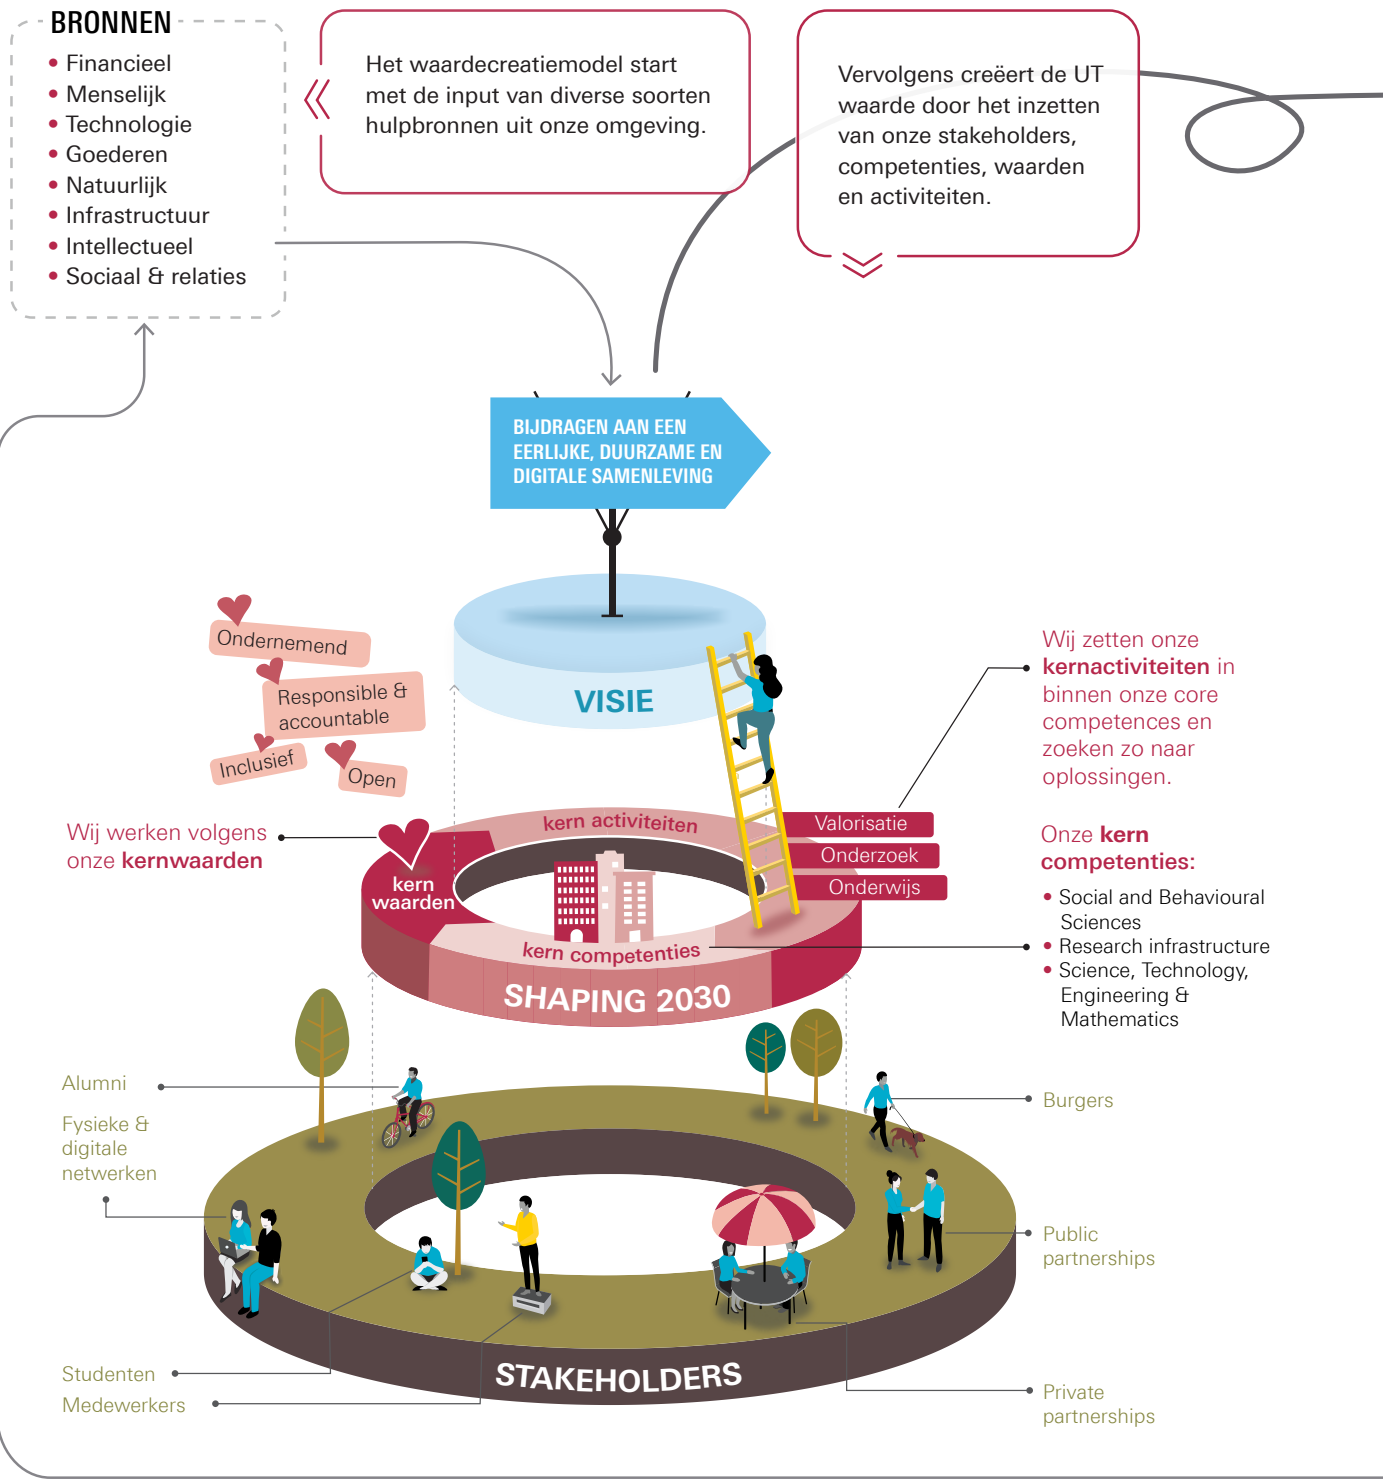 BRONNEN
• Financieel
• Menselijk
• Technologie
• Goederen
• Natuurlijk
• Infrastructuur
• Intellectueel
• Sociaal & relaties
Het waardecreatiemodel start
met de input van diverse soorten
hulpbronnen uit onze omgeving.
Vervolgens creëert de UT
waarde door het inzetten
van onze stakeholders,
competenties, waarden
en activiteiten.
BIJDRAGEN AAN EEN
EERLIJKE, DUURZAME EN
DIGITALE SAMENLEVING
VISIE
Ondernemend
Responsible &
accountable
Inclusief
Open
Wij werken volgens
onze kernwaarden
kern activiteiten
kern
waarden
kern competenties
SHAPING 2030
Valorisatie
Onderzoek
Onderwijs
Wij zetten onze
kernactiviteiten in
binnen onze core
competences en
zoeken zo naar
oplossingen.
Onze kern
competenties:
• Social and Behavioural
Sciences
• Research infrastructure
• Science, Technology,
Engineering &
Mathematics
Alumni
Fysieke &
digitale
netwerken
Studenten
Medewerkers
STAKEHOLDERS
Burgers
Public
partnerships
Private
partnerships